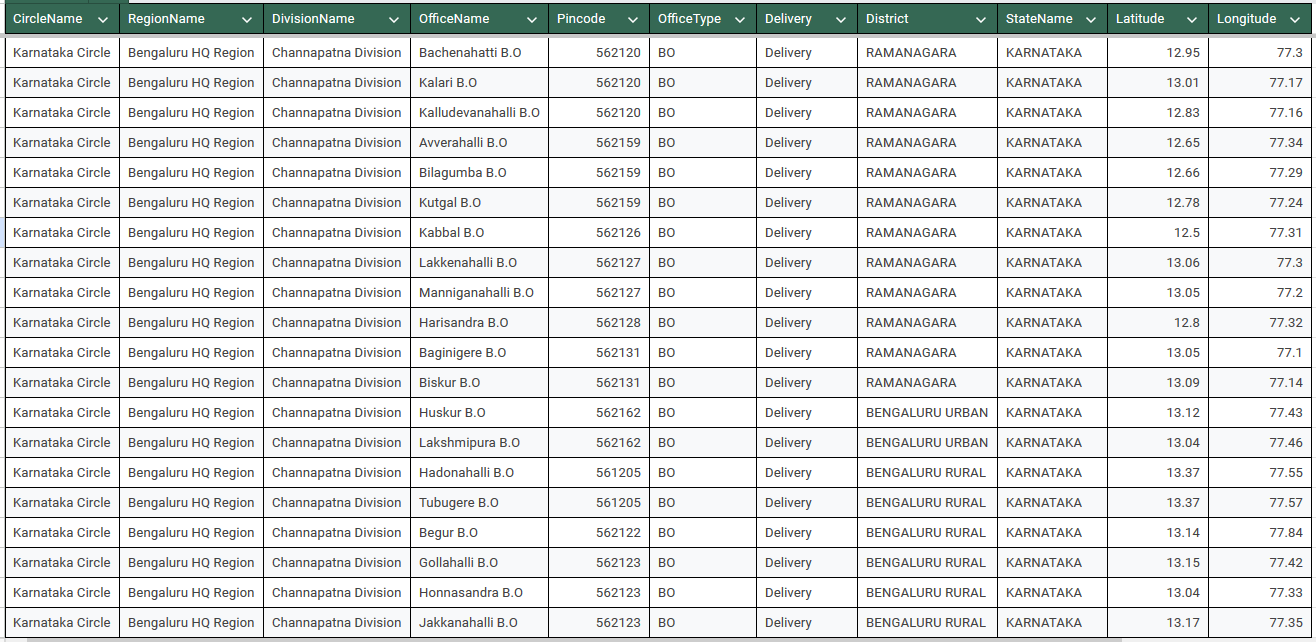 CircleName RegionName DivisionName OfficeName Pincode OfficeType Delivery District StateName Latitude Longitude
Karnataka Circle Bengaluru HQ Region Channapatna Division Bachenahatti B.O 562120 BO Delivery RAMANAGARA KARNATAKA 12.95 77.3
Karnataka Circle Bengaluru HQ Region Channapatna Division Kalari B.O 562120 BO Delivery RAMANAGARA KARNATAKA 13.01 77.17
Karnataka Circle Bengaluru HQ Region Channapatna Division Kalludevanahalli B.O 562120 BO Delivery RAMANAGARA KARNATAKA 12.83 77.16
Karnataka Circle Bengaluru HQ Region Channapatna Division Avverahalli B.O 562159 BO Delivery RAMANAGARA KARNATAKA 12.65 77.34
Karnataka Circle Bengaluru HQ Region Channapatna Division Bilagumba B.O 562159 BO Delivery RAMANAGARA KARNATAKA 12.66 77.29
Karnataka Circle Bengaluru HQ Region Channapatna Division Kutgal B.O 562159 BO Delivery RAMANAGARA KARNATAKA 12.78 77.24
Karnataka Circle Bengaluru HQ Region Channapatna Division Kabbal B.O 562126 BO Delivery RAMANAGARA KARNATAKA 12.5 77.31
Karnataka Circle Bengaluru HQ Region Channapatna Division Lakkenahalli B.O 562127 BO Delivery RAMANAGARA KARNATAKA 13.06 77.3
Karnataka Circle Bengaluru HQ Region Channapatna Division Manniganahalli B.O 562127 BO Delivery RAMANAGARA KARNATAKA 13.05 77.2
Karnataka Circle Bengaluru HQ Region Channapatna Division Harisandra B.O 562128 BO Delivery RAMANAGARA KARNATAKA 12.8 77.32
Karnataka Circle Bengaluru HQ Region Channapatna Division Baginigere B.O 562131 BO Delivery RAMANAGARA KARNATAKA 13.05 77.1
Karnataka Circle Bengaluru HQ Region Channapatna Division Biskur B.O 562131 BO Delivery RAMANAGARA KARNATAKA 13.09 77.14
Karnataka Circle Bengaluru HQ Region Channapatna Division Huskur B.O 562162 BO Delivery BENGALURU URBAN KARNATAKA 13.12 77.43
Karnataka Circle Bengaluru HQ Region Channapatna Division Lakshmipura B.O 562162 BO Delivery BENGALURU URBAN KARNATAKA 13.04 77.46
Karnataka Circle Bengaluru HQ Region Channapatna Division Hadonahalli B.O 561205 BO Delivery BENGALURU RURAL KARNATAKA 13.37 77.55
Karnataka Circle Bengaluru HQ Region Channapatna Division Tubugere B.O 561205 BO Delivery BENGALURU RURAL KARNATAKA 13.37 77.57
Karnataka Circle Bengaluru HQ Region Channapatna Division Begur B.O 562122 BO Delivery BENGALURU RURAL KARNATAKA 13.14 77.84
Karnataka Circle Bengaluru HQ Region Channapatna Division Gollahalli B.O 562123 BO Delivery BENGALURU RURAL KARNATAKA 13.15 77.42
Karnataka Circle Bengaluru HQ Region Channapatna Division Honnasandra B.O 562123 BO Delivery BENGALURU RURAL KARNATAKA 13.04 77.33
Karnataka Circle Bengaluru HQ Region Channapatna Division Jakkanahalli B.O 562123 BO Delivery BENGALURU RURAL KARNATAKA 13.17 77.35